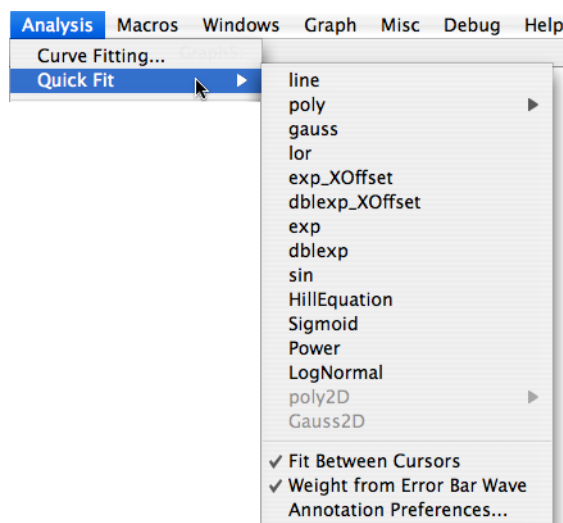 Analysis Macros Windows Graph Misc Debug Help
Curve Fitting...
Quick Fit
line
poly
gauss
lor
exp_XOffset
dblexp_XOffset
exp
dblexp
sin
HillEquation
Sigmoid
Power
LogNormal
poly2D
Gauss2D
Fit Between Cursors
Weight from Error Bar Wave
Annotation Preferences...